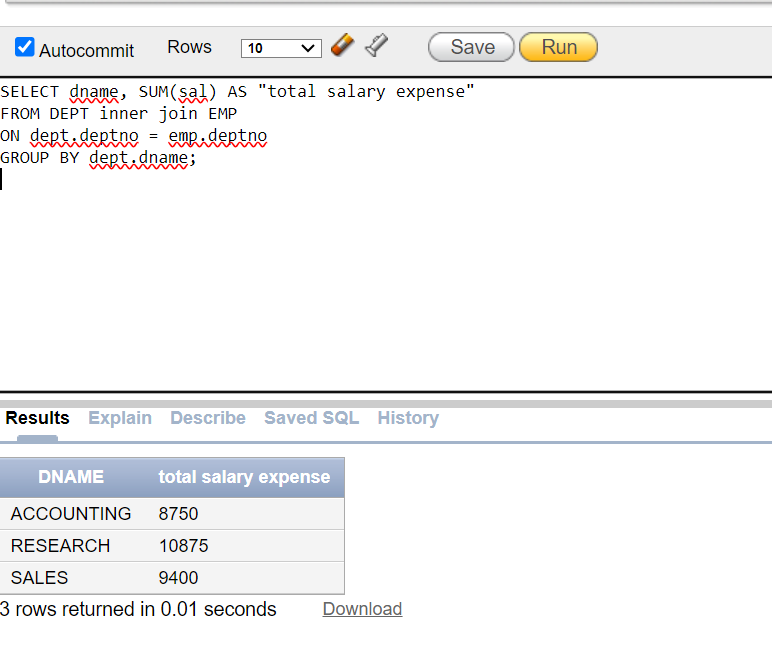 Autocommit Rows 10 Save Run
SELECT dname, SUM(sal) AS "total salary expense"
FROM DEPT inner join EMP
ON dept.deptno = emp.deptno
GROUP BY dept.dname;
Results Explain Describe Saved SQL History
DNAME total salary expense
ACCOUNTING 8750
RESEARCH 10875
SALES 9400
3 rows returned in 0.01 seconds Download